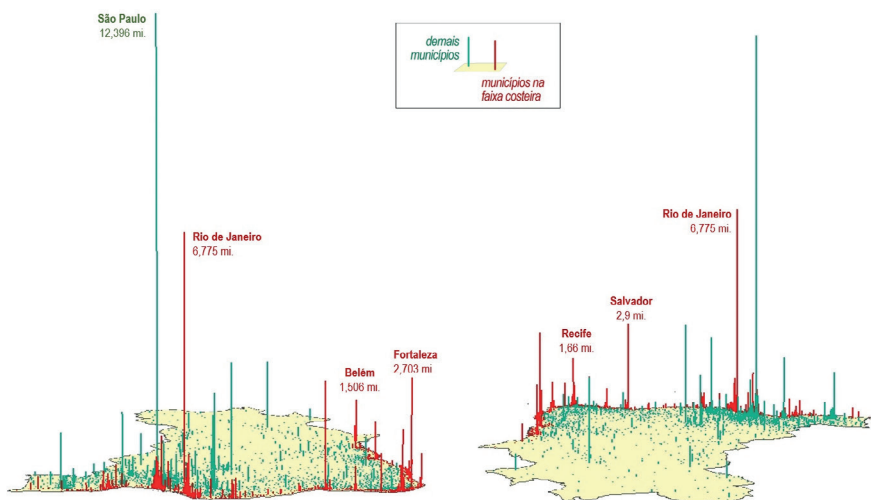 São Paulo
12,396 mi.
demais
municípios
municípios na
faixa costeira
Rio de Janeiro
6,775 mi.
Belém
1,506 mi.
Fortaleza
2,703 mi
Rio de Janeiro
6,775 mi.
Salvador
2,9 mi.
Recife
1,66 mi.